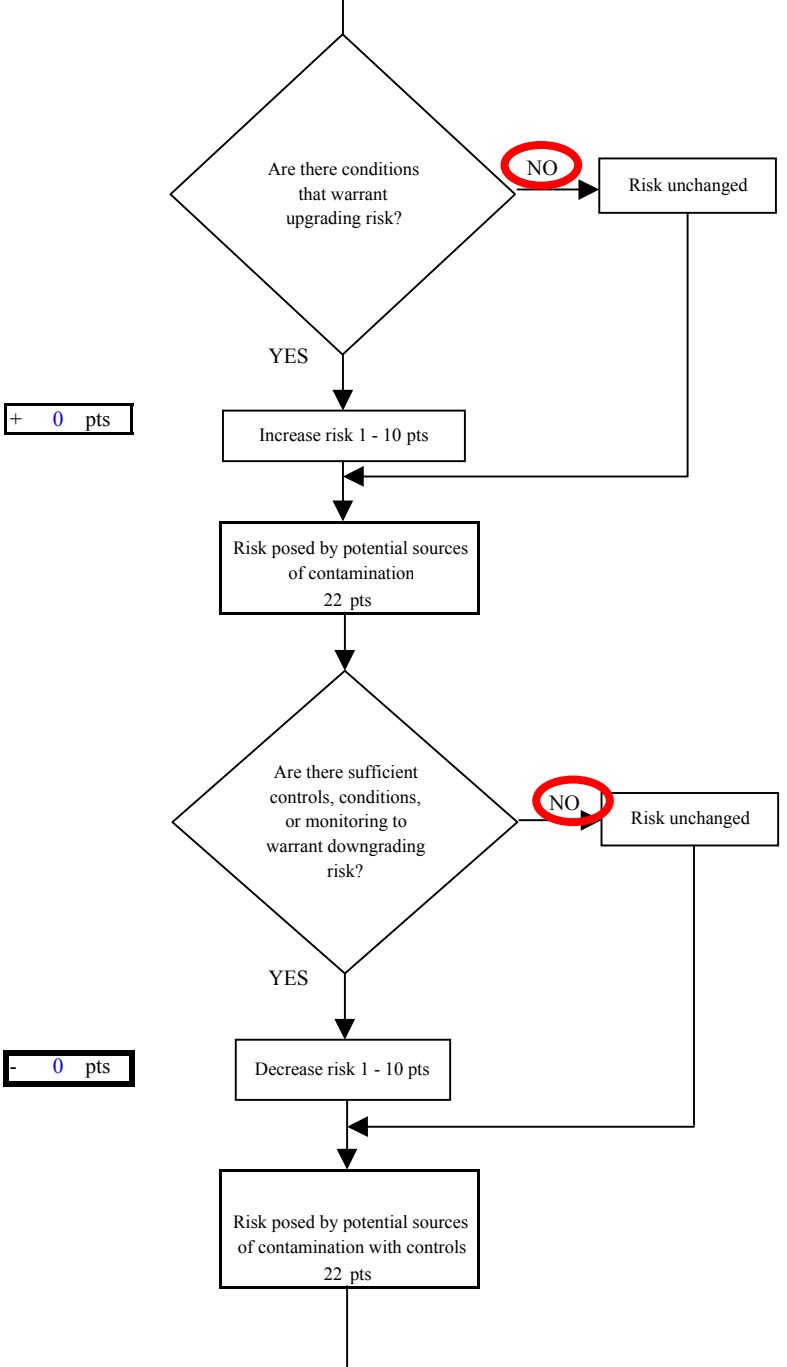 Are there conditions
that warrant
upgrading risk?
NO
Risk unchanged
YES
+ 0 pts
Increase risk 1 - 10 pts
Risk posed by potential sources
of contamination
22 pts
Are there sufficient
controls, conditions,
or monitoring to
warrant downgrading
risk?
NO
Risk unchanged
YES
- 0 pts
Decrease risk 1 - 10 pts
Risk posed by potential sources
of contamination with controls
22 pts